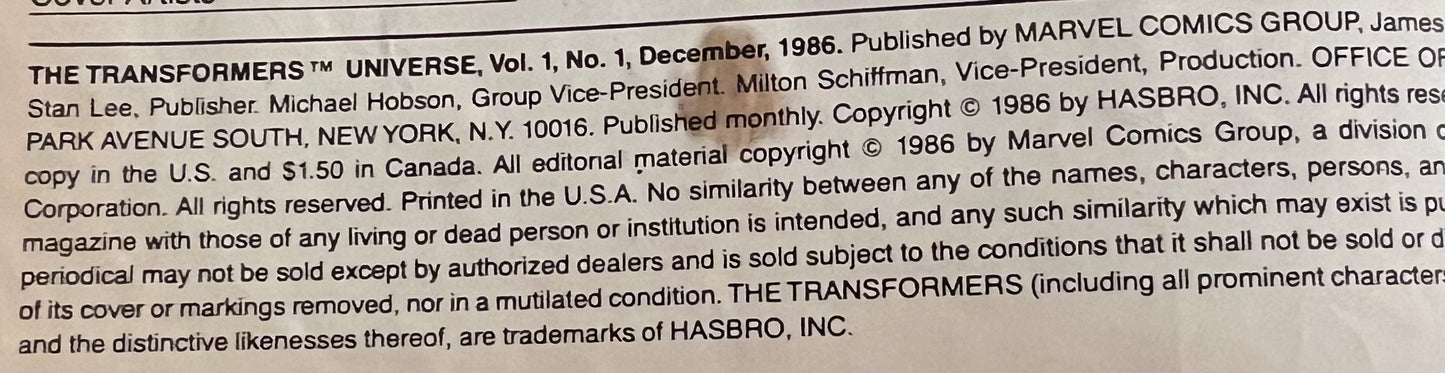 THE TRANSFORMERS™ UNIVERSE, Vol. 1, No. 1, December, 1986. Published by MARVEL COMICS GROUP, James
Stan Lee, Publisher. Michael Hobson, Group Vice-President. Milton Schiffman, Vice-President, Production. OFFICE OF
PARK AVENUE SOUTH, NEW YORK, N.Y. 10016. Published monthly. Copyright © 1986 by HASBRO, INC. All rights rese
copy in the U.S. and $1.50 in Canada. All editorial material copyright © 1986 by Marvel Comics Group, a division o
Corporation. All rights reserved. Printed in the U.S.A. No similarity between any of the names, characters, persons, an
magazine with those of any living or dead person or institution is intended, and any such similarity which may exist is pu
periodical may not be sold except by authorized dealers and is sold subject to the conditions that it shall not be sold or d
of its cover or markings removed, nor in a mutilated condition. THE TRANSFORMERS (including all prominent characters
and the distinctive likenesses thereof, are trademarks of HASBRO, INC.